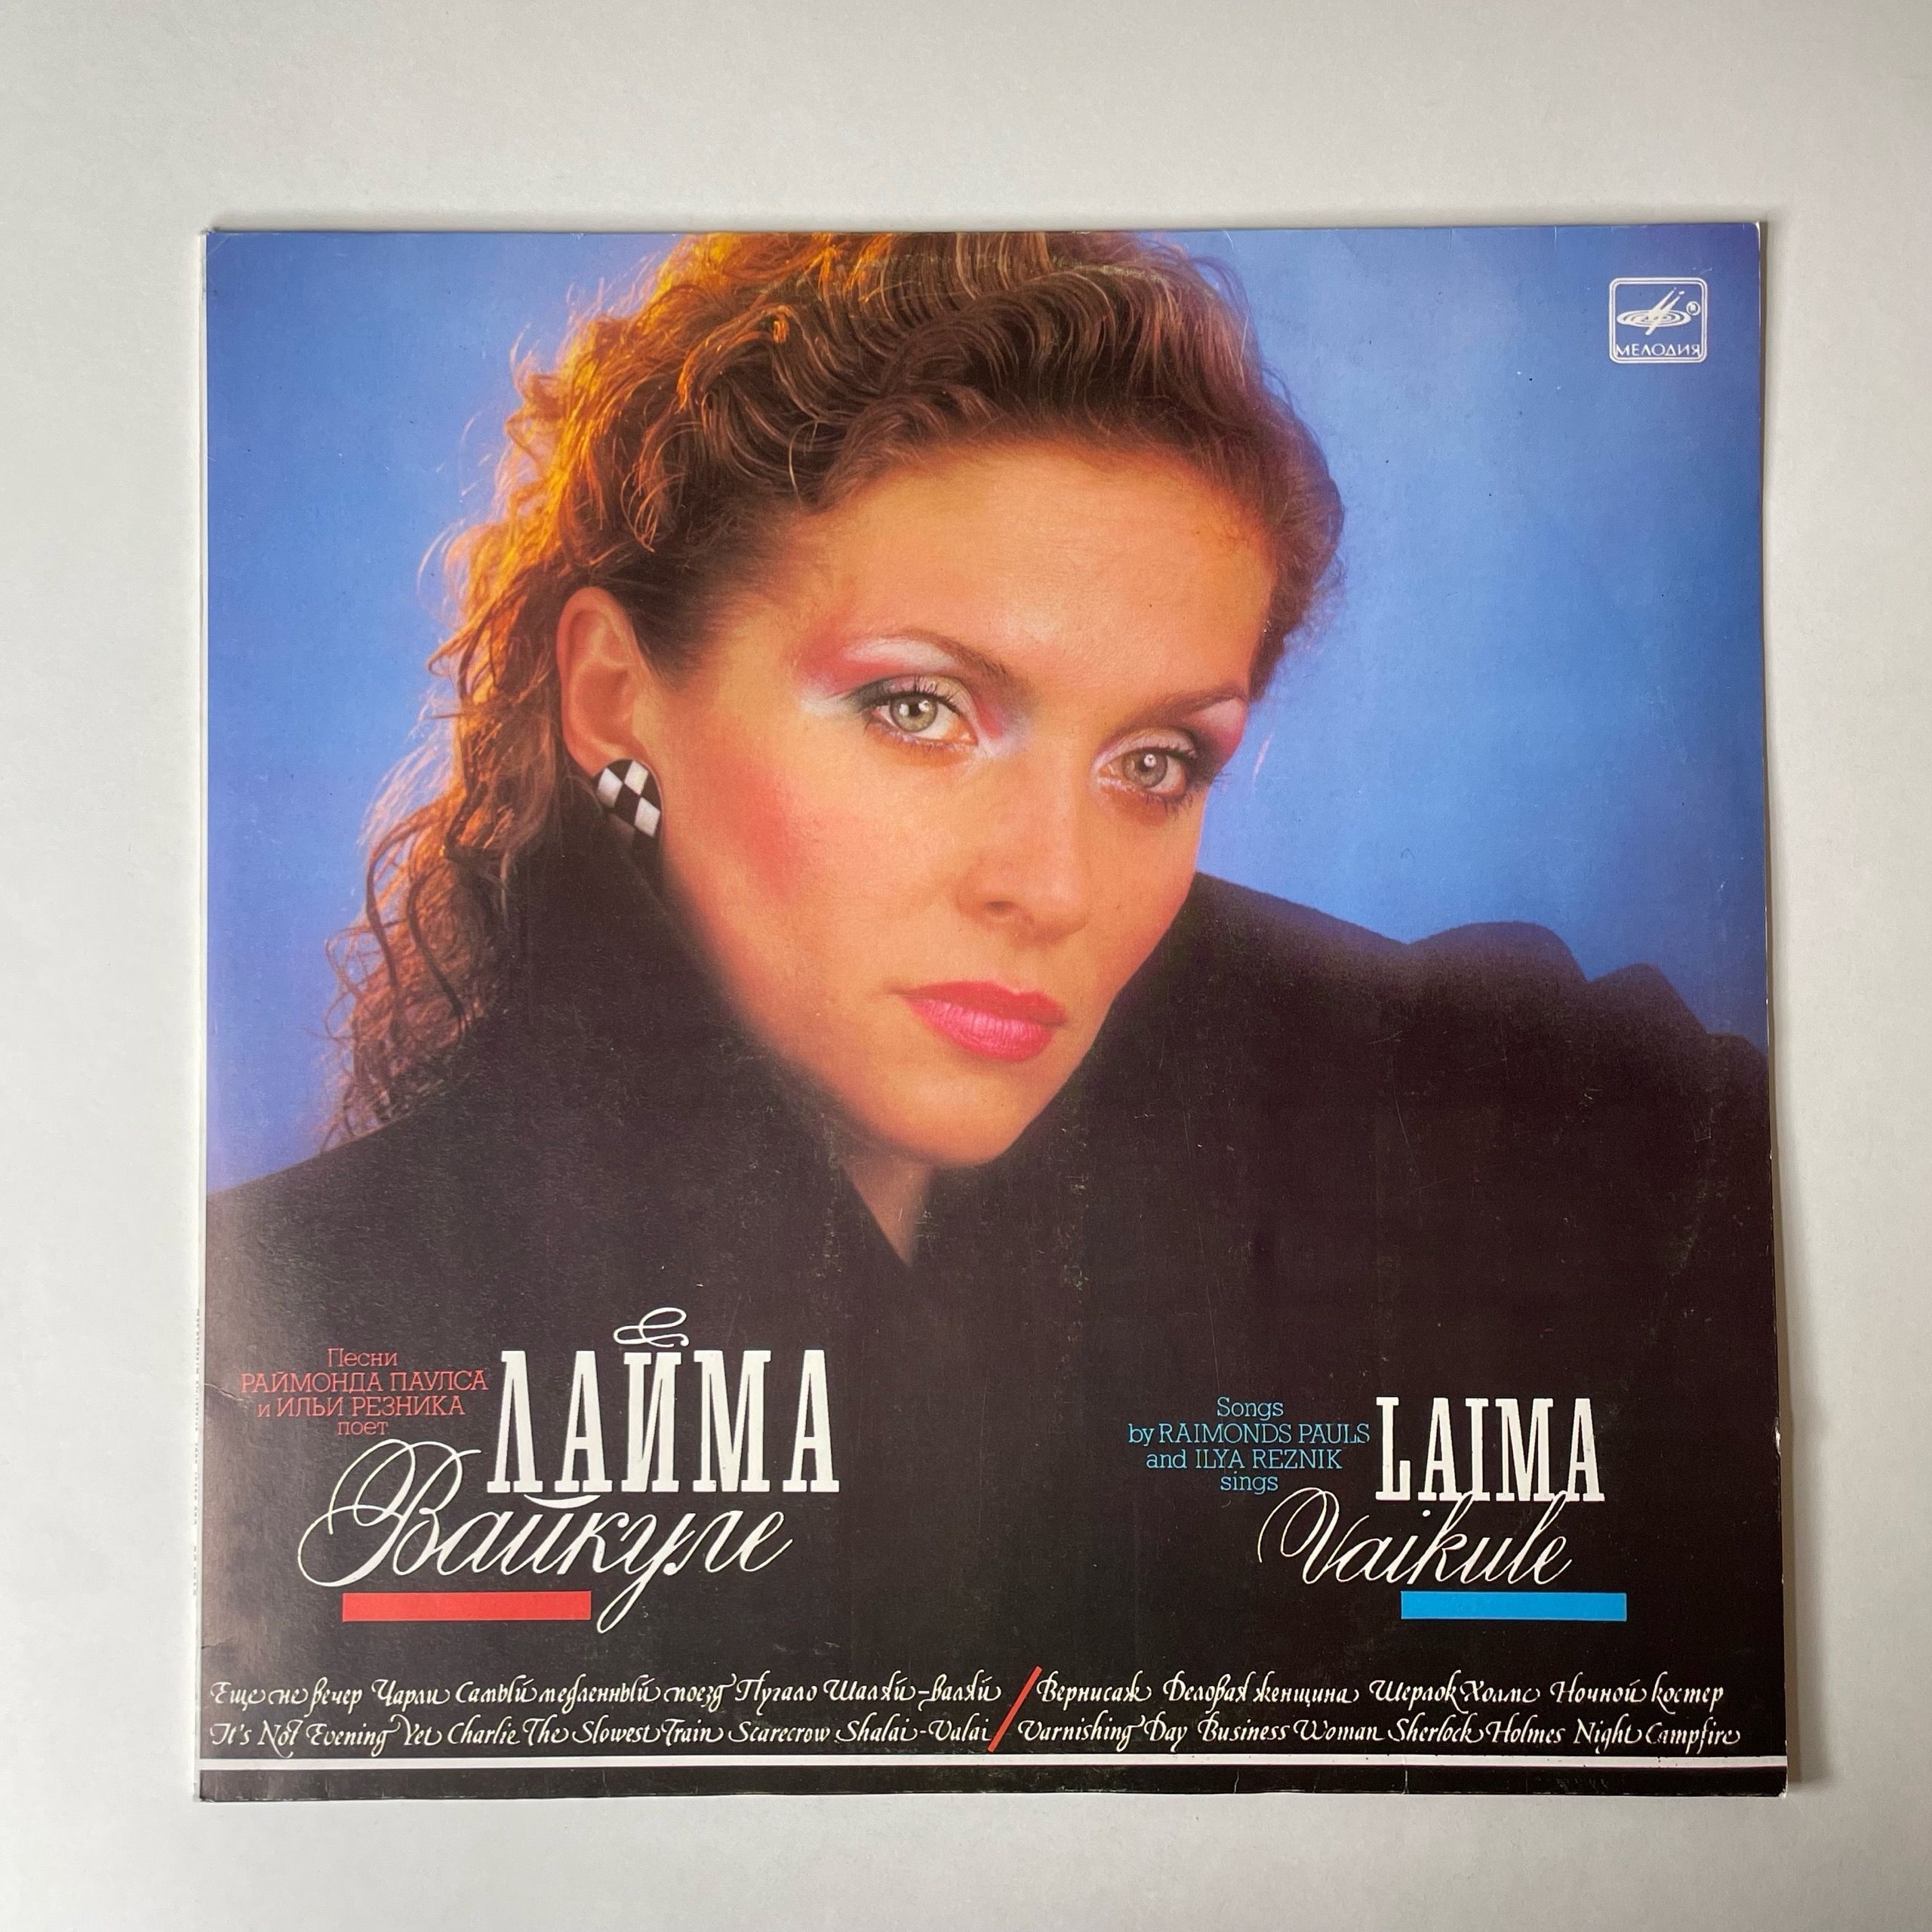 МЕЛОДИЯ
Песни
РАЙМОНДА ПАУЛСА
и ИЛЬИ РЕЗНИКА
поет
ЛАЙМА
Вайкуле
Songs
by RAIMONDS PAULS
and ILYA REZNIK
sings
LAIMA
Vaikule
Еще не вечер Чарли Самый медленный поезд Пугало Шаляй-валяй / Вернисаж Деловая женщина Шерлок Холмс Ночной костер
It's Not Evening Yet Charlie The Slowest Train Scarecrow Shalai-Valai / Varnishing Day Business Woman Sherlock Holmes Night Campfire